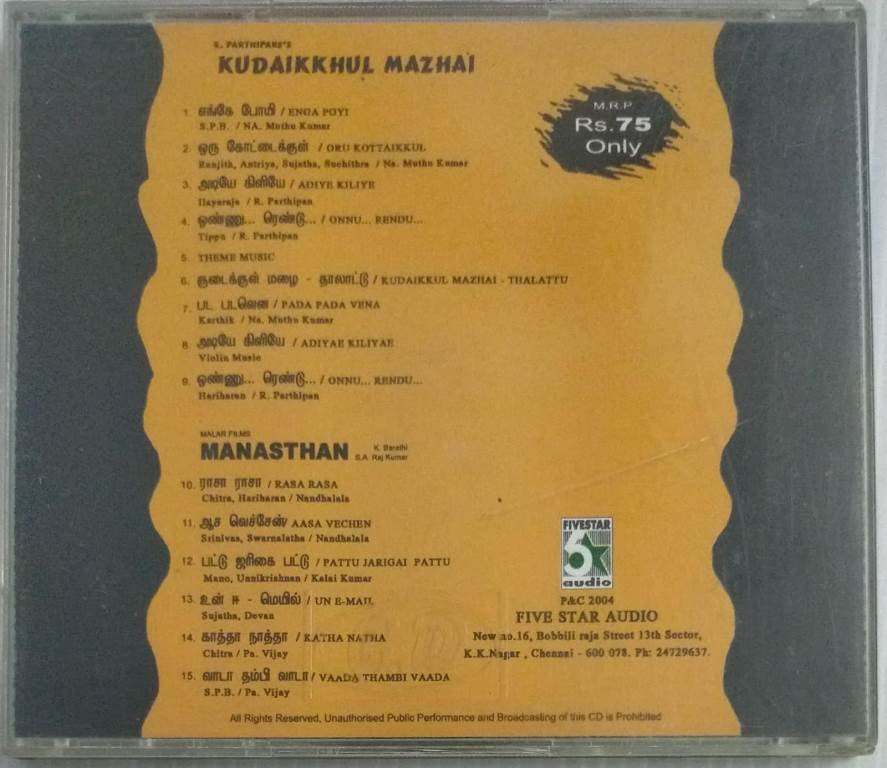 R. PARTHIPANS'S
KUDAIKKHUL MAZHAI
M.R.P
Rs.75
Only
1. எங்கே போயி / ENGA POYI
S.P.B. / NA. Muthu Kumar
2. ஒரு கோட்டைக்குள் / ORU KOTTAIKKUL
Ranjith, Antriya, Sujatha, Suchithra / Na. Muthu Kumar
3. அடியே கிளியே / ADIYE KILIYE
Ilayaraja / R. Parthipan
4. ஒண்ணு... ரெண்டு... / ONNU... RENDU...
Tippu / R. Parthipan
5. THEME MUSIC
6. குடைக்குள் மழை - தாலாட்டு / KUDAIKKUL MAZHAI - THALATTU
7. பட படவென / PADA PADA VENA
Karthik / Na. Muthu Kumar
8. அடியே கிளியே / ADIYAE KILIYAE
Violin Music
9. ஒண்ணு... ரெண்டு... / ONNU... RENDU...
Hariharan / R. Parthipan
MALAR FILMS
MANASTHAN K. Barathi
S.A. Raj Kumar
10. ராசா ராசா / RASA RASA
Chitra, Hariharan / Nandhalala
11. ஆச வெச்சேன்/ AASA VECHEN
Srinivas, Swarnalatha / Nandhalala
12. பட்டு ஜரிகை பட்டு / PATTU JARIGAI PATTU
Mano, Unnikrishnan / Kalai Kumar
13. உன் ஈ - மெயில் / UN E-MAIL
Sujatha, Devan
14. காத்தா நாத்தா / KATHA NATHA
Chitra / Pa. Vijay
15. வாடா தம்பி வாடா / VAADA THAMBI VAADA
S.P.B. / Pa. Vijay
FIVESTAR
5
audio
P&C 2004
FIVE STAR AUDIO
New no.16, Bobbili raja Street 13th Sector,
K.K.Nagar , Chennai - 600 078. Ph: 24729637.
All Rights Reserved, Unauthorised Public Performance and Broadcasting of this CD is Prohibited